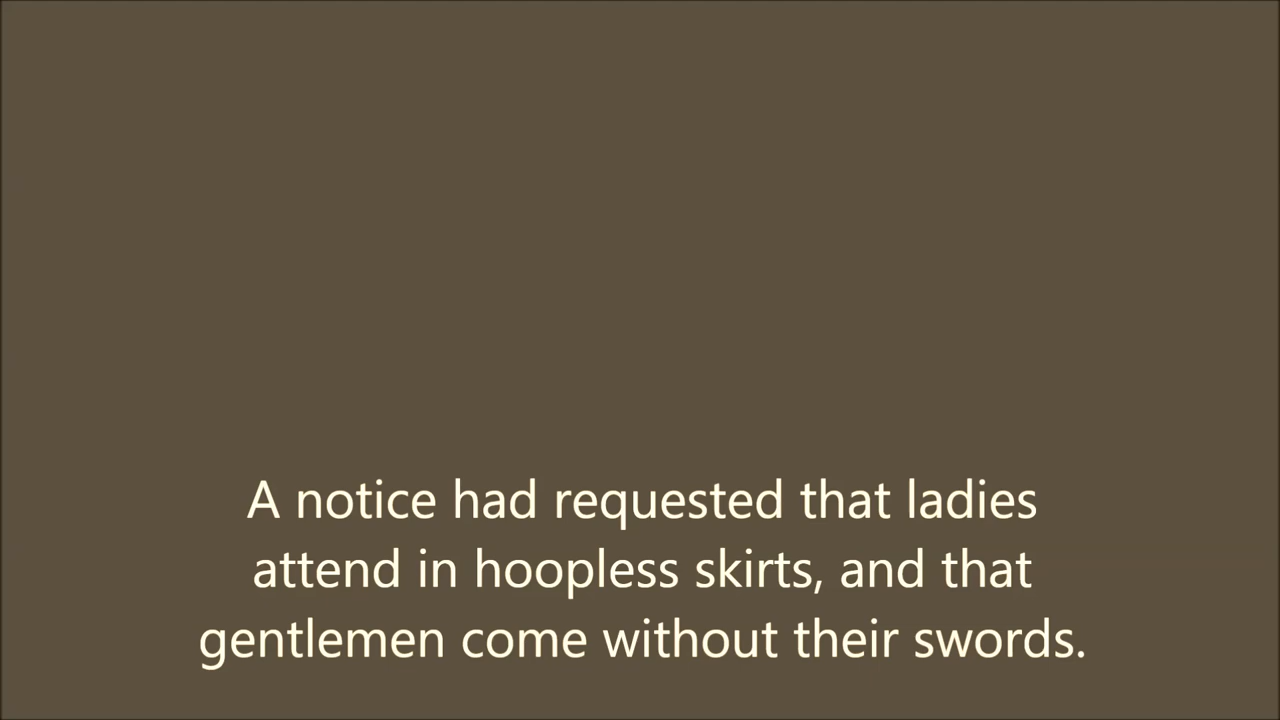 A notice had requested that ladies
attend in hoopless skirts, and that
gentlemen come without their swords.